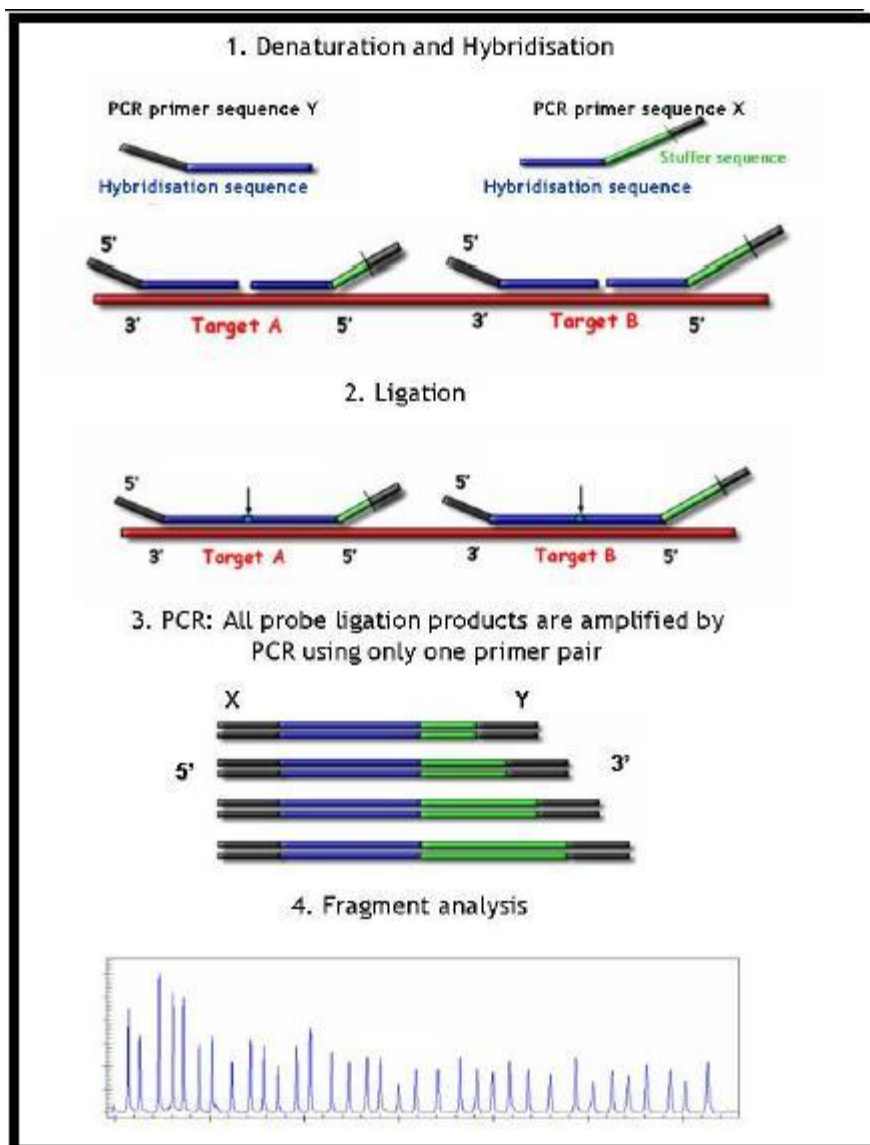 1. Denaturation and Hybridisation
PCR primer sequence Y
PCR primer sequence X
Stuffer sequence
Hybridisation sequence
Hybridisation sequence
5'
5'
3'
Target A
5'
3'
Target B
5'
2. Ligation
5'
5'
3'
Target A
5'
3'
Target B
5'
3. PCR: All probe ligation products are amplified by
PCR using only one primer pair
X
Y
5'
3'
4. Fragment analysis